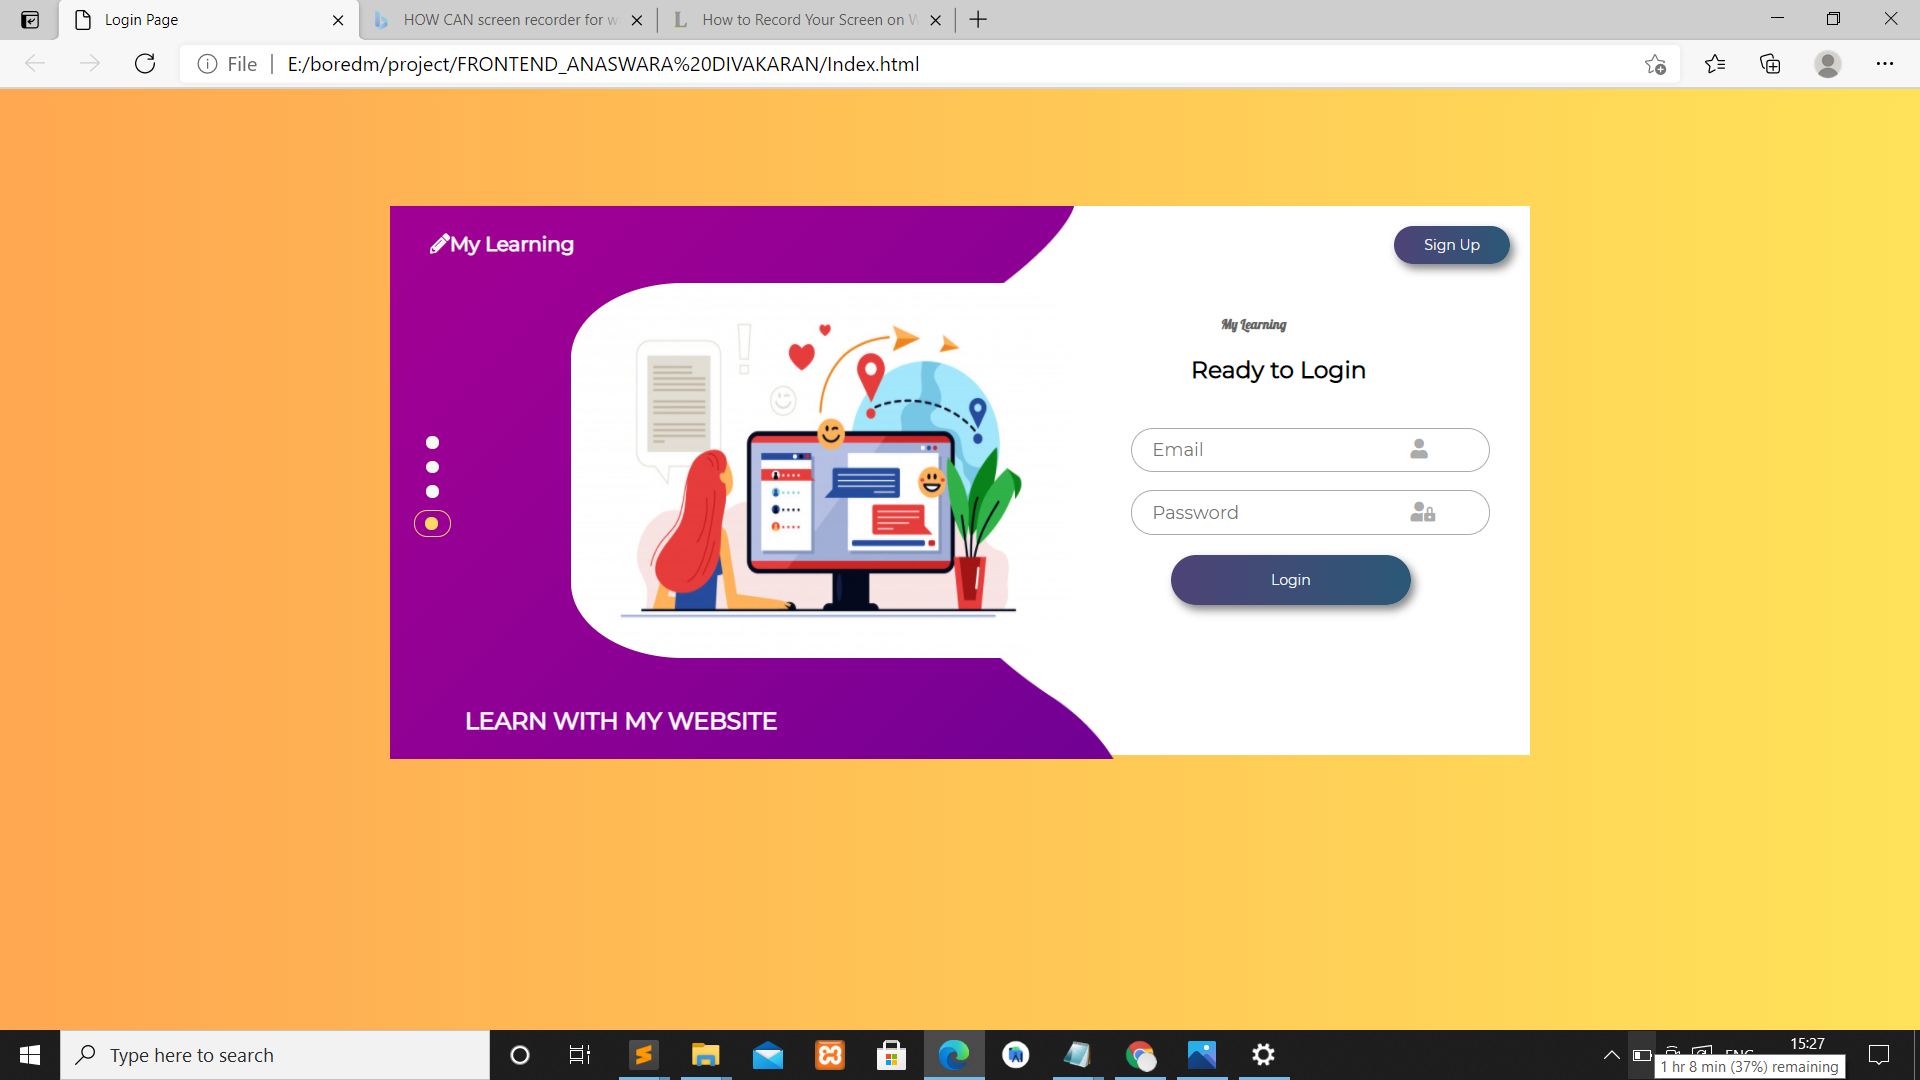 Login Page
HOW CAN screen recorder for w
How to Record Your Screen on W
File
E:/boredm/project/FRONTEND_ANASWARA%20DIVAKARAN/Index.html
My Learning
Sign Up
My Learning
Ready to Login
Email
Password
Login
LEARN WITH MY WEBSITE
Type here to search
ENG
15:27
1 hr 8 min (37%) remaining